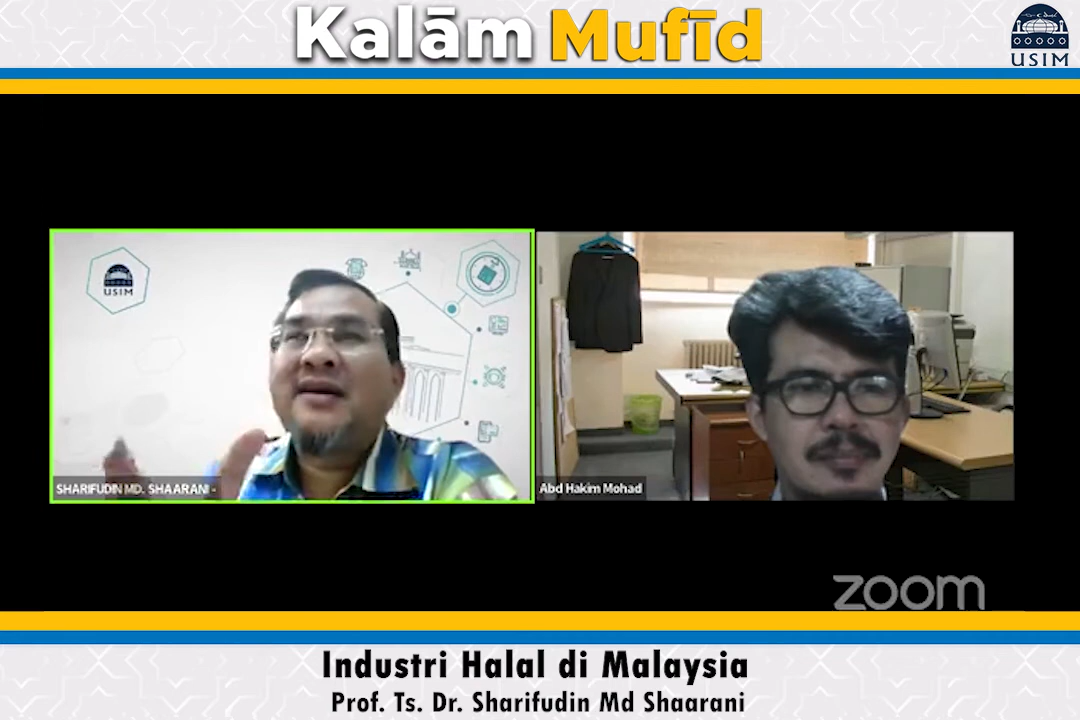 Kalām Mufīd
USIM
USIM
SHARIFUDIN MD. SHAARANI -
Abd Hakim Mohad
zoom
Industri Halal di Malaysia
Prof. Ts. Dr. Sharifudin Md Shaarani